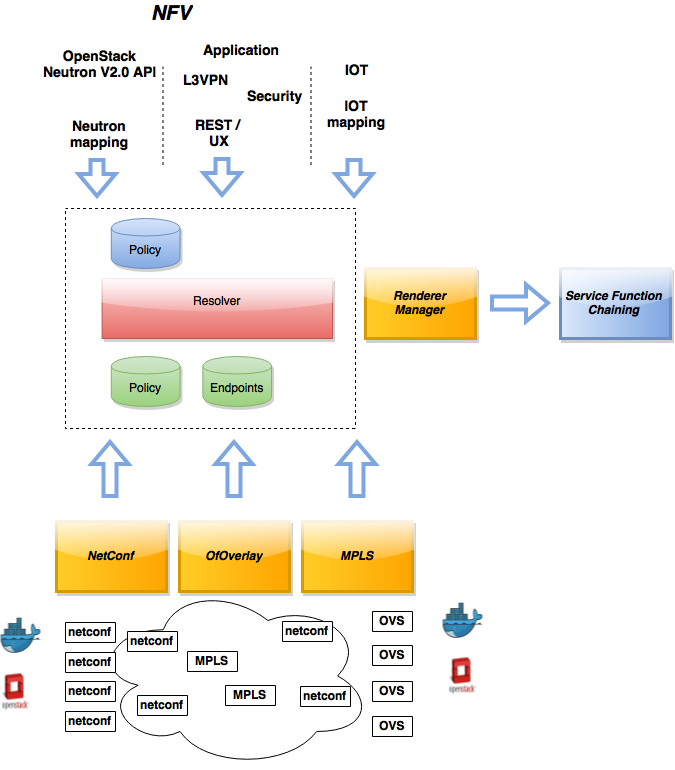 NFV
OpenStack
Neutron V2.0 API
Neutron
mapping
Application
L3VPN
Security
REST /
UX
IOT
IOT
mapping
Policy
Resolver
Policy
Endpoints
Renderer
Manager
Service Function
Chaining
NetConf
OfOverlay
MPLS
netconf
netconf
netconf
netconf
netconf
netconf
MPLS
MPLS
netconf
netconf
OVS
OVS
OVS
OVS
openstack
openstack